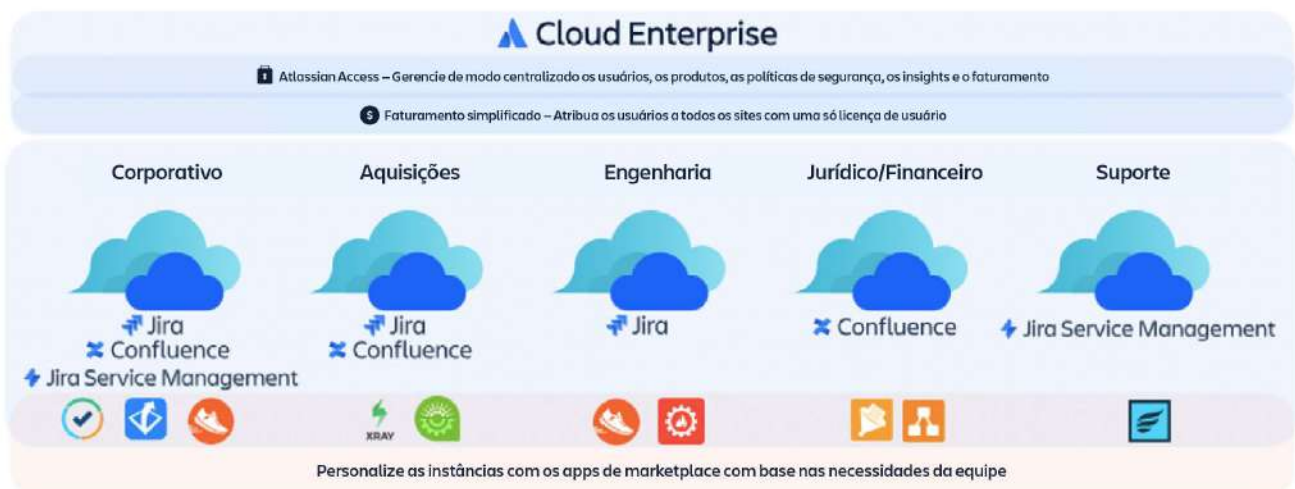 Cloud Enterprise
Atlassian Access – Gerencie de modo centralizado os usuários, os produtos, as políticas de segurança, os insights e o faturamento
$ Faturamento simplificado – Atribua os usuários a todos os sites com uma só licença de usuário
Corporativo
Aquisições
Engenharia
Jurídico/Financeiro
Suporte
Jira
Confluence
Jira Service Management
Jira
Confluence
Jira
Confluence
Jira Service Management
XRAY
Personalize as instâncias com os apps de marketplace com base nas necessidades da equipe